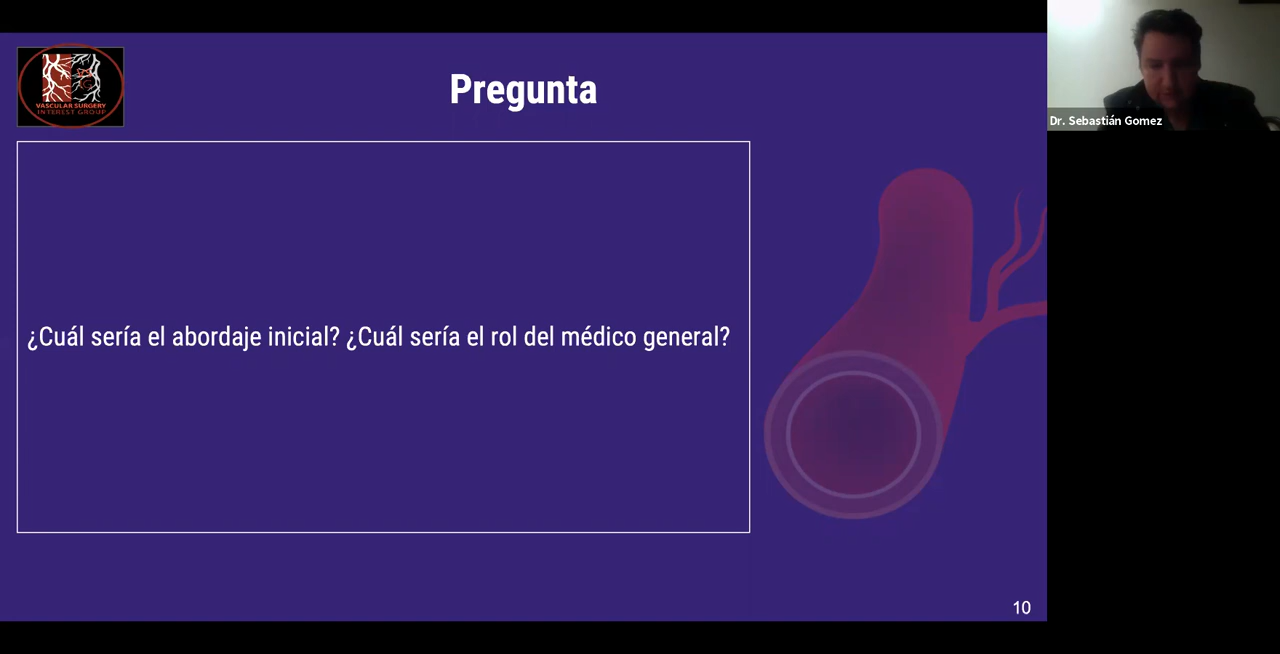 VASCULAR SURGERY
INTEREST GROUP
Pregunta
Dr. Sebastián Gomez
¿Cuál sería el abordaje inicial? ¿Cuál sería el rol del médico general?
10